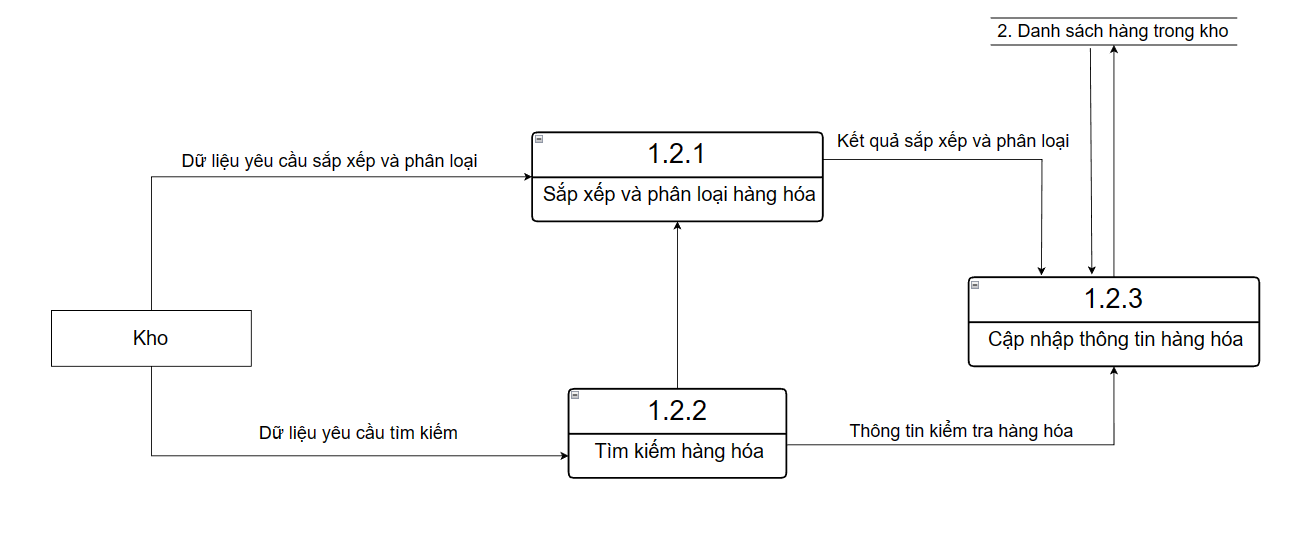 2. Danh sách hàng trong kho
Kết quả sắp xếp và phân loại
1.2.1
Dữ liệu yêu cầu sắp xếp và phân loại
Sắp xếp và phân loại hàng hóa
1.2.3
Kho
Cập nhập thông tin hàng hóa
1.2.2
Dữ liệu yêu cầu tìm kiếm
Thông tin kiểm tra hàng hóa
Tìm kiếm hàng hóa